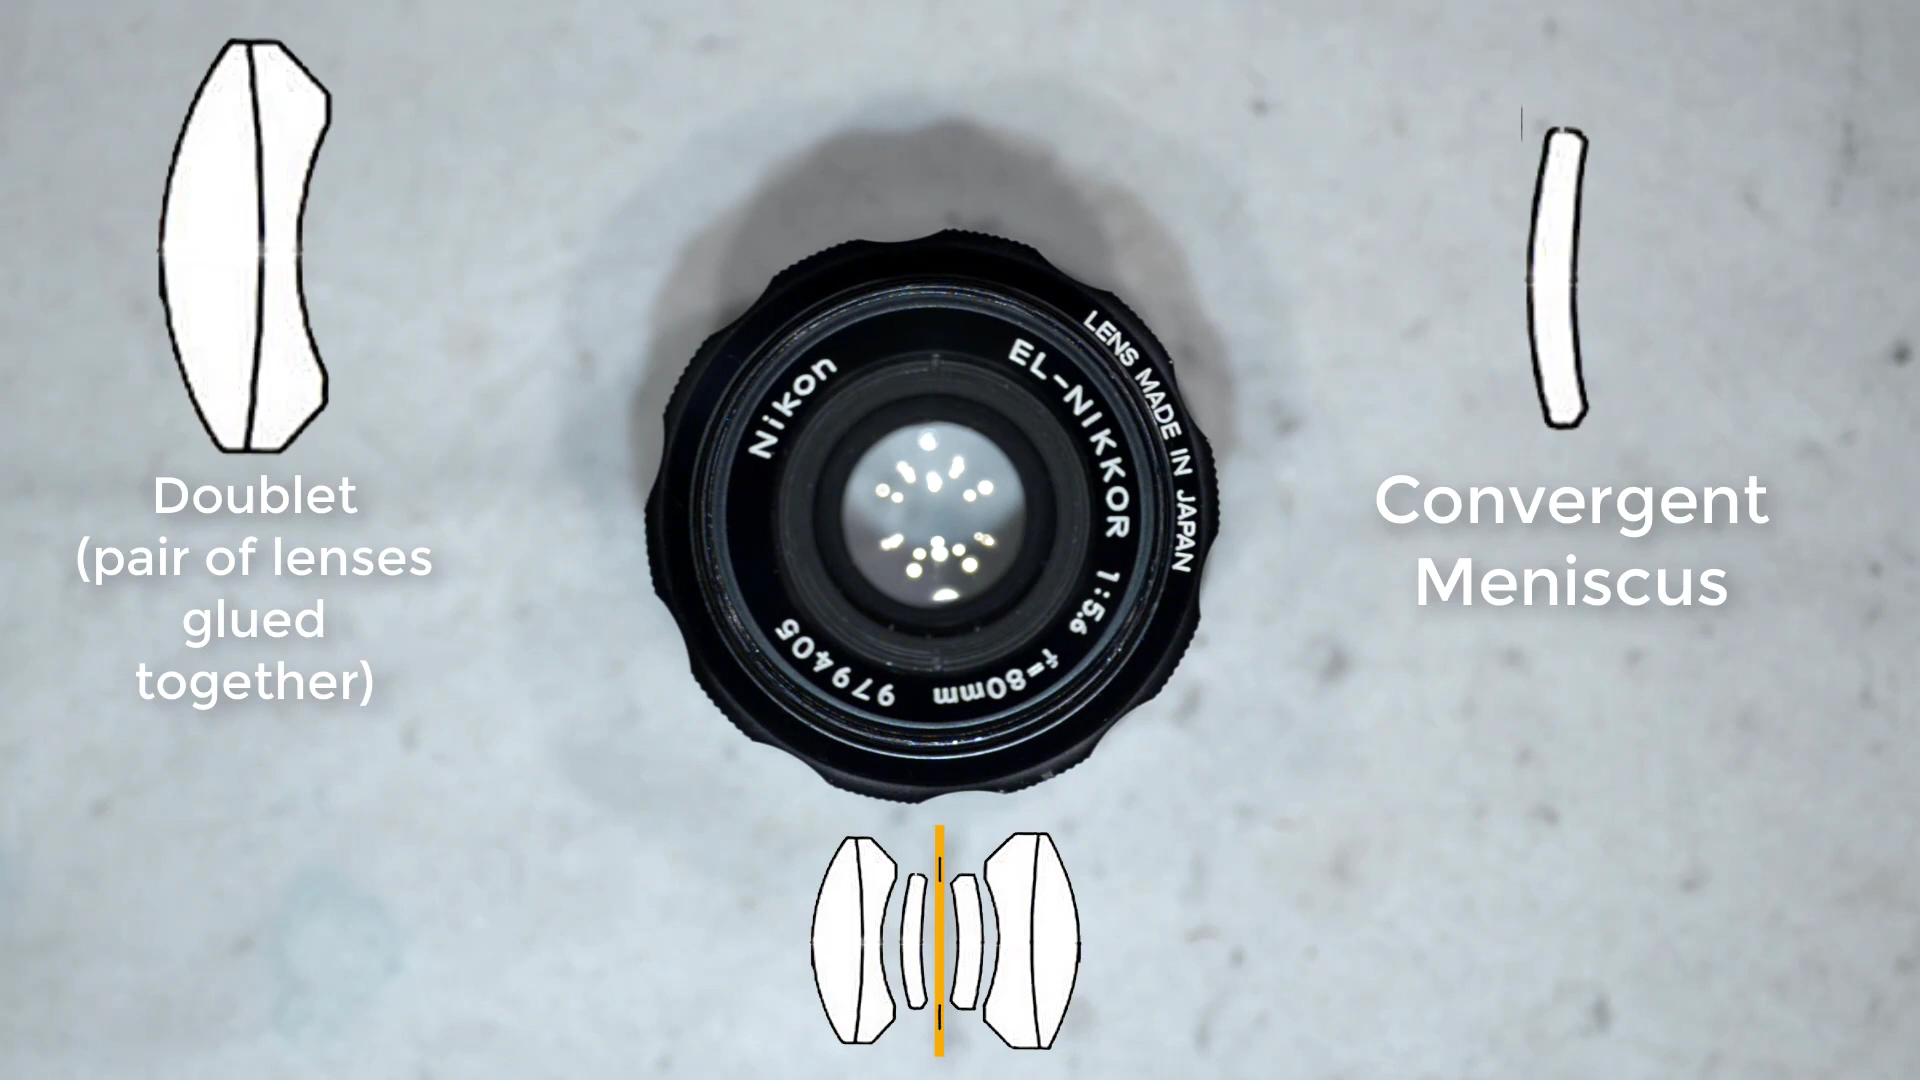 Doublet
(pair of lenses
glued
together)
Nikon
EL-NIKKOR 1:5.6 f=80mm
979405
LENS MADE IN JAPAN
Convergent
Meniscus